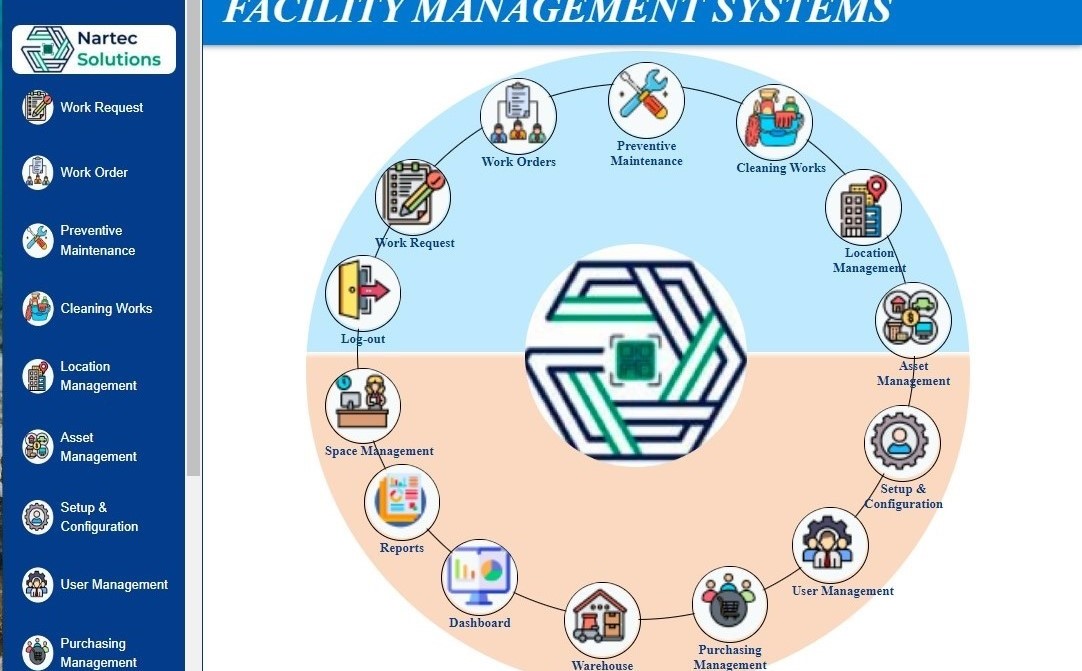 FACILITY MANAGEMENT SYSTEMS
Nartec
Solutions
Work Request
Work Order
Preventive
Maintenance
Cleaning Works
Location
Management
Asset
Management
Setup &
Configuration
User Management
Purchasing
Management
Preventive
Maintenance
Work Orders
Cleaning Works
Work Request
Location
Management
Log-out
Asset
Management
Space Management
Setup &
Configuration
Reports
User Management
Dashboard
Purchasing
Management
Warehouse